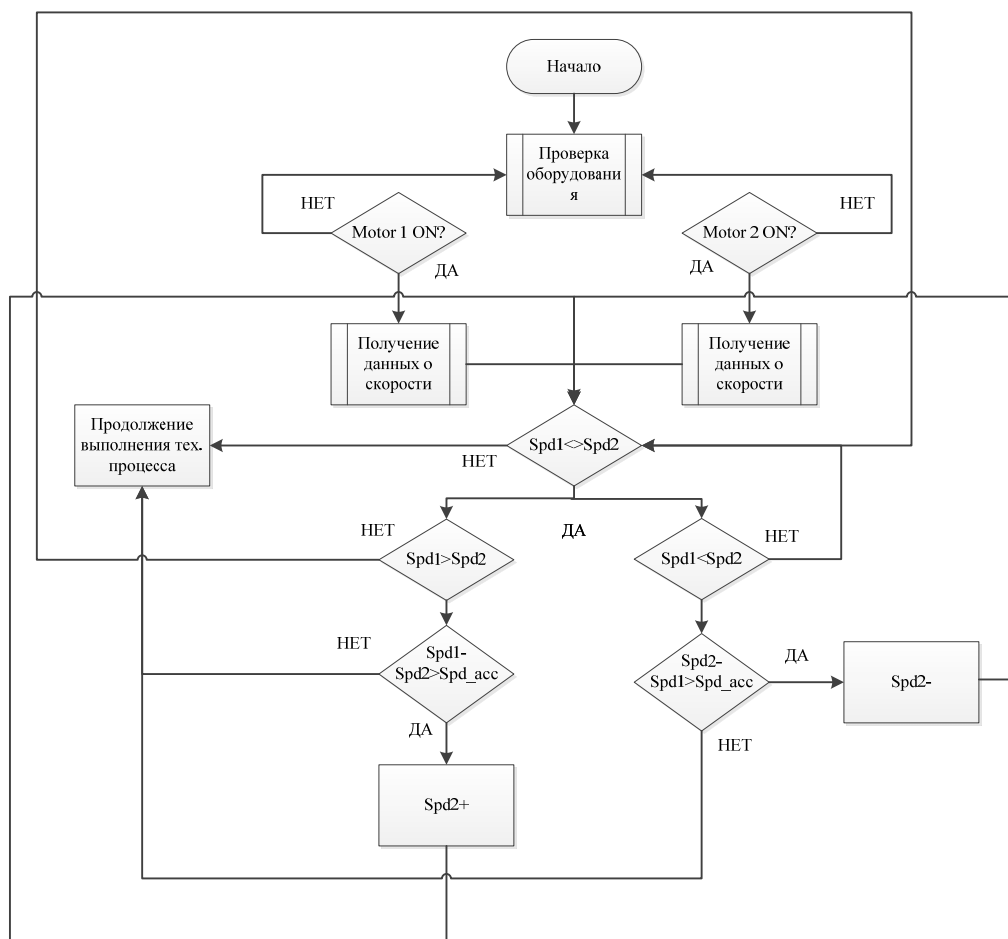 Начало
Проверка
оборудовани
я
НЕТ
НЕТ
Motor 1 ON?
Motor 2 ON?
ДА
ДА
Получение
данных о
скорости
Получение
данных о
скорости
Продолжение
выполнения тех.
процесса
Spd1<>Spd2
НЕТ
НЕТ
ДА
НЕТ
Spd1>Spd2
Spd1<Spd2
НЕТ
Spd1-
Spd2>Spd_acc
Spd2-
Spd1>Spd_acc
ДА
Spd2-
ДА
НЕТ
Spd2+